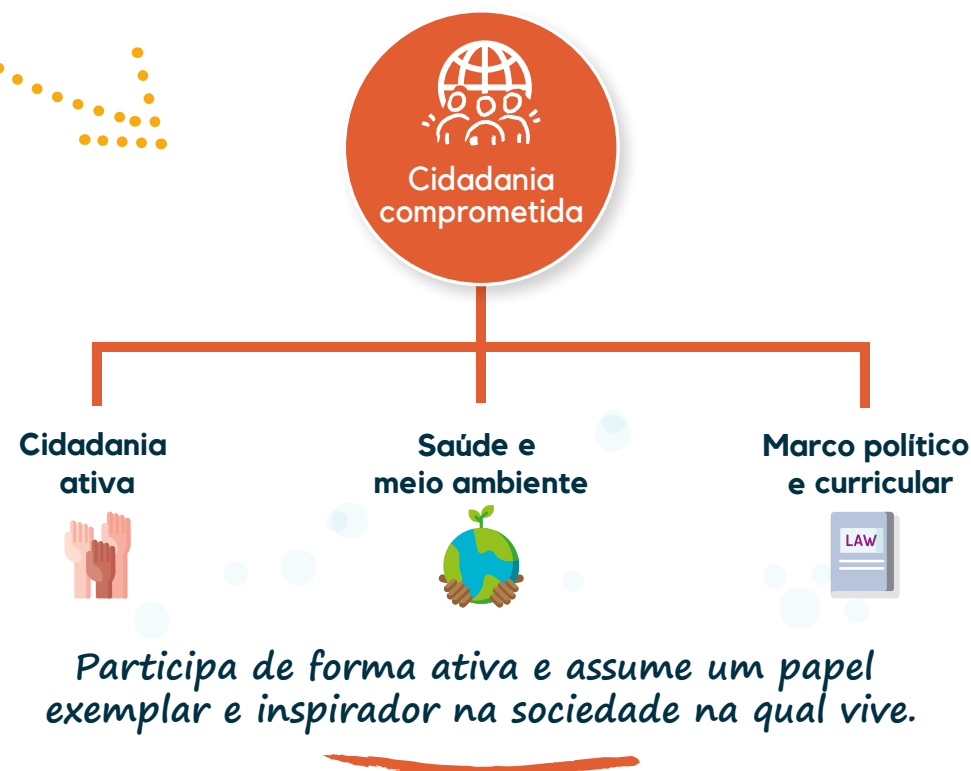 Cidadania
comprometida
Cidadania
ativa
Saúde e
meio ambiente
Marco político
e curricular
LAW
Participa de forma ativa e assume um papel
exemplar e inspirador na sociedade na qual vive.